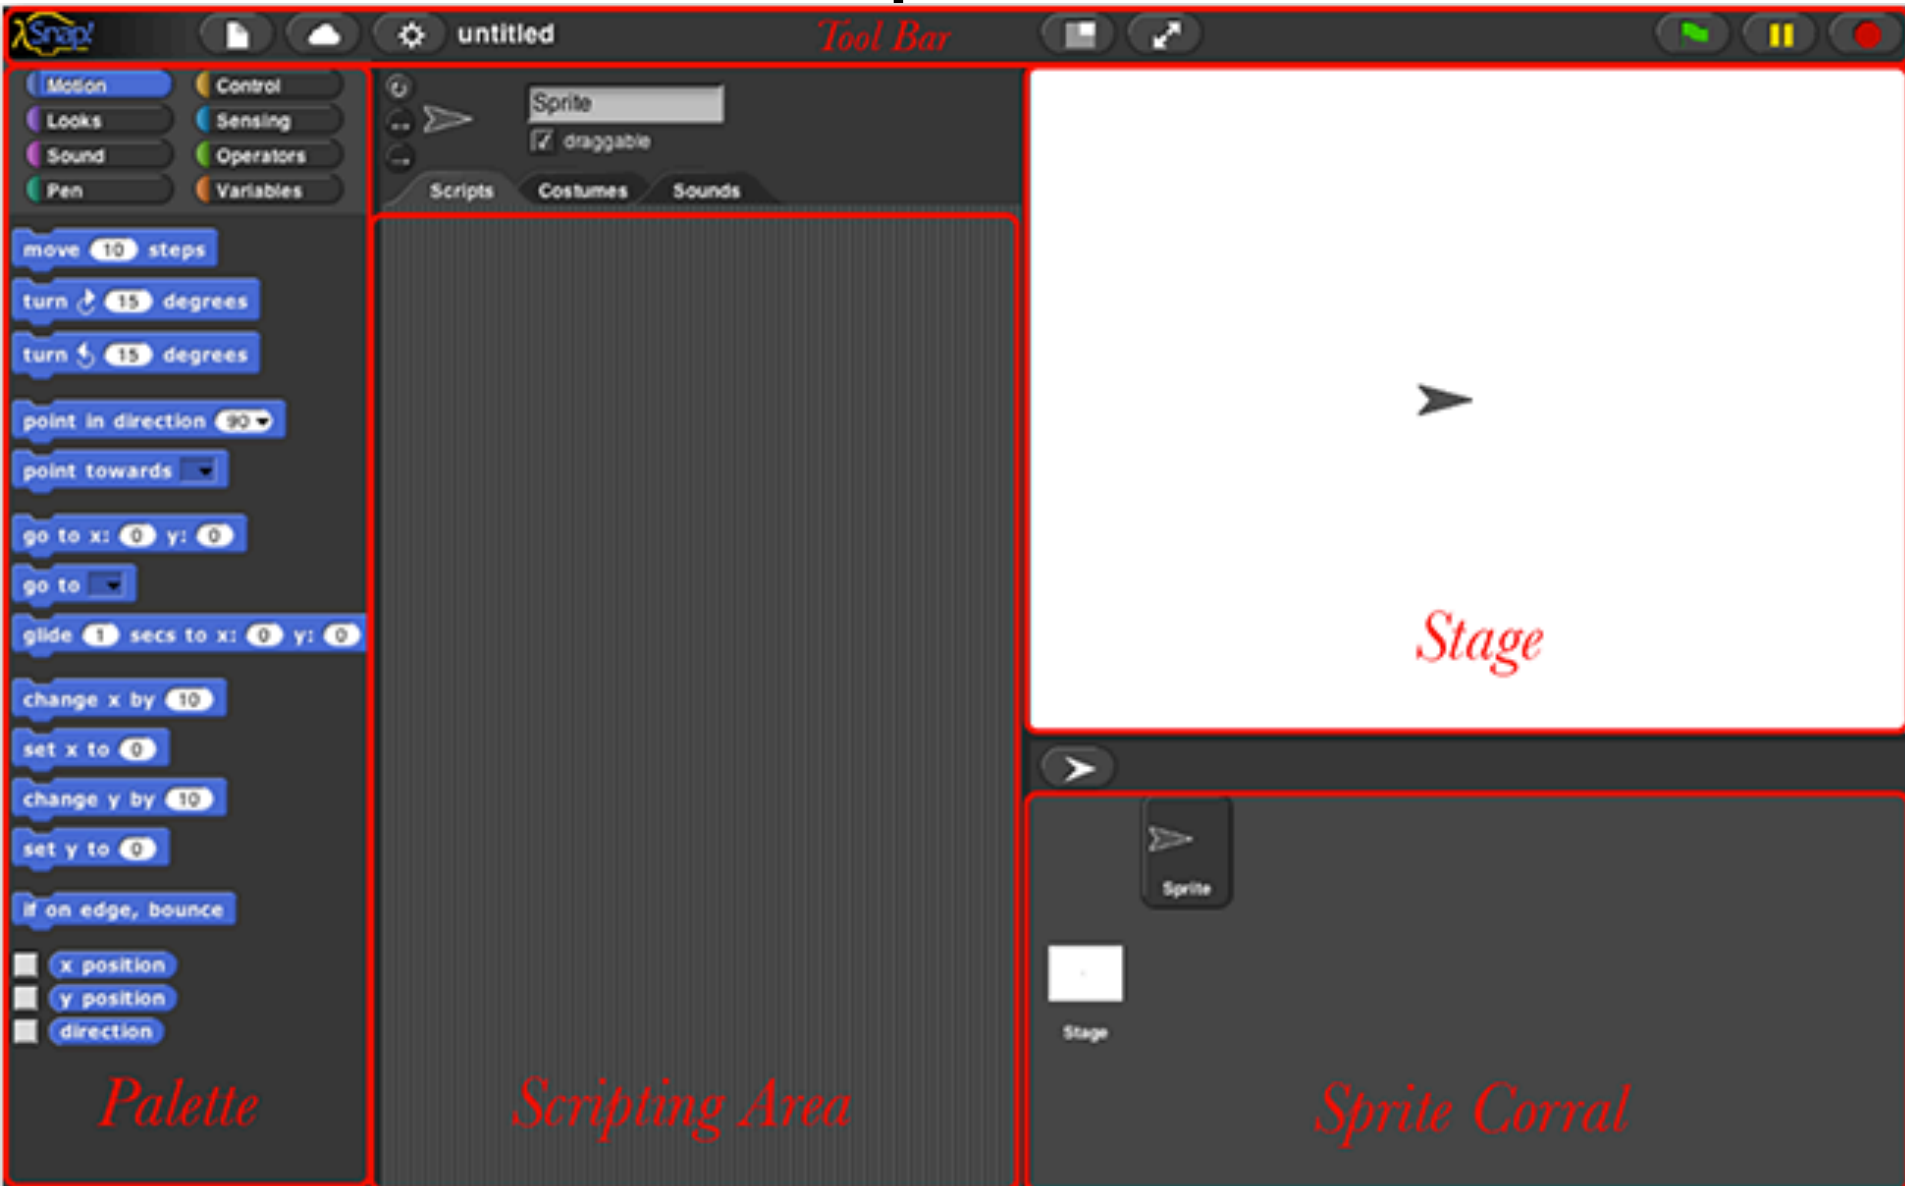 λSnap!
untitled
Tool Bar
Motion
Control
Looks
Sensing
Sound
Operators
Pen
Variables
Sprite
draggable
Scripts
Costumes
Sounds
move 10 steps
turn 15 degrees
turn 15 degrees
point in direction 90
point towards
go to x: 0 y: 0
go to
glide 1 secs to x: 0 y: 0
change x by 10
set x to 0
change y by 10
set y to 0
if on edge, bounce
x position
y position
direction
Palette
Scripting Area
Stage
Sprite
Stage
Sprite Corral